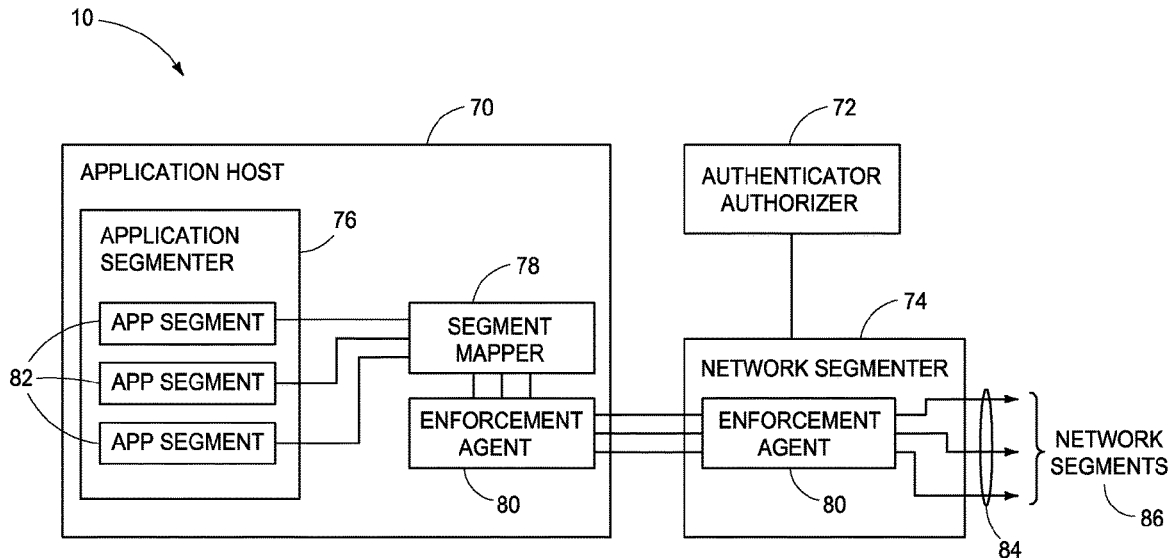 10
70
72
APPLICATION HOST
AUTHENTICATOR
AUTHORIZER
76
APPLICATION
SEGMENTER
78
74
APP SEGMENT
SEGMENT
MAPPER
NETWORK SEGMENTER
82
APP SEGMENT
APP SEGMENT
ENFORCEMENT
AGENT
ENFORCEMENT
AGENT
NETWORK
SEGMENTS
80
80
84
86